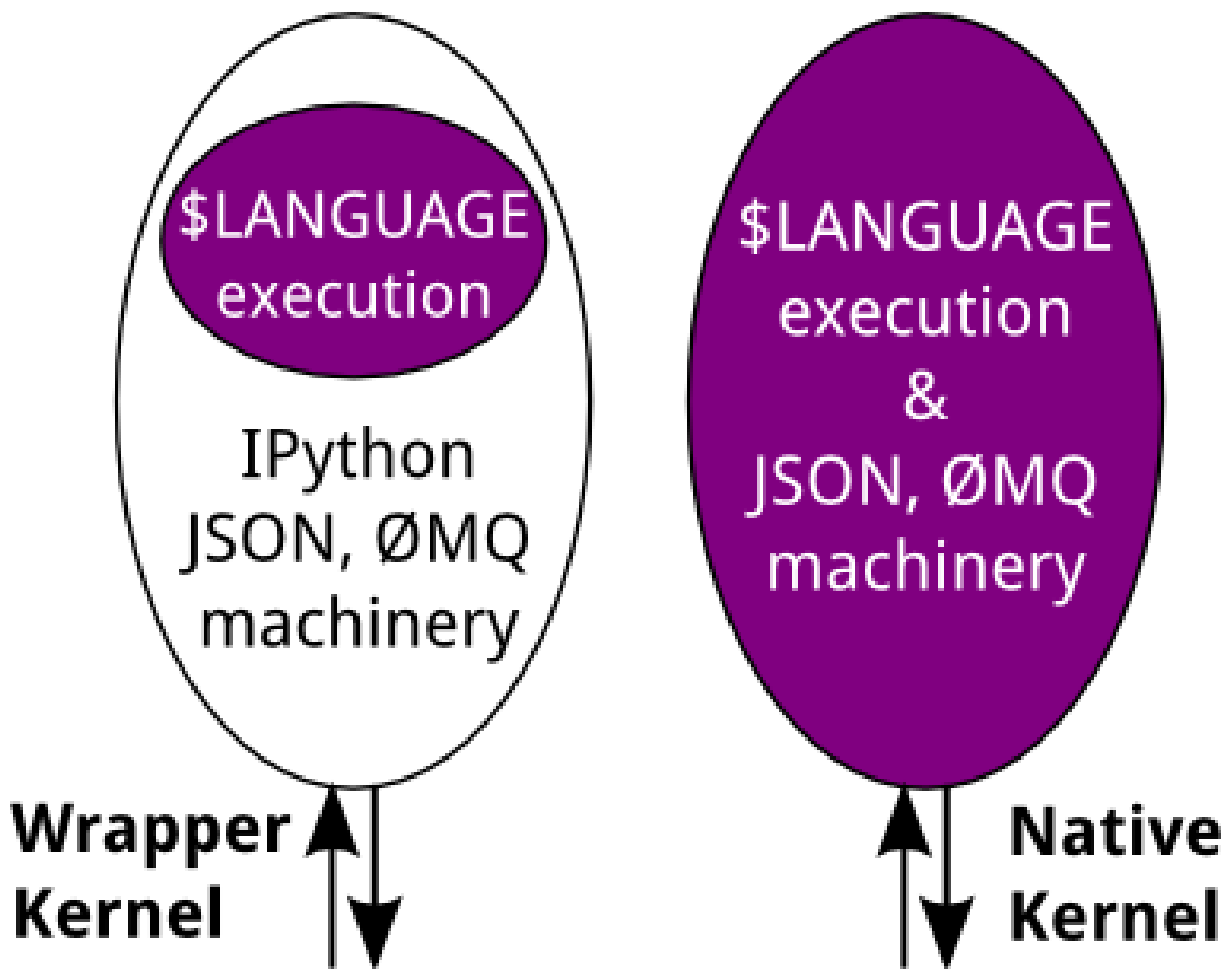 $LANGUAGE
execution
IPython
JSON, ØMQ
machinery
Wrapper
Kernel
$LANGUAGE
execution
&
JSON, ØMQ
machinery
Native
Kernel